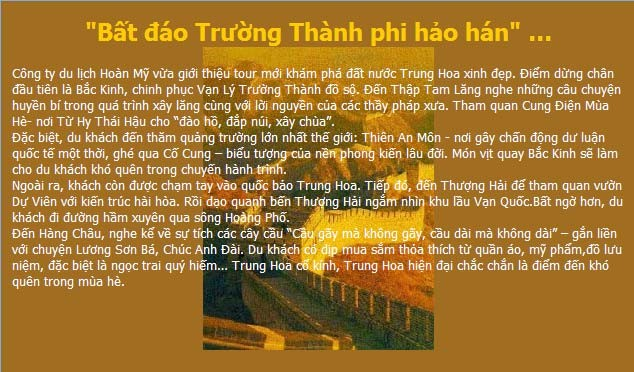 "Bất đáo Trường Thành phi hảo hán" ...
Công ty du lịch Hoàn Mỹ vừa giới thiệu tour mới khám phá đất nước Trung Hoa xinh đẹp. Điểm dừng chân
đầu tiên là Bắc Kinh, chinh phục Vạn Lý Trường Thành đồ sộ. Đến Thập Tam Lăng nghe những câu chuyện
huyền bí trong quá trình xây lăng cùng với lời nguyền của các thầy pháp xưa. Tham quan Cung Điện Mùa
Hè- nơi Từ Hy Thái Hậu cho “đào hồ, đắp núi, xây chùa”.
Đặc biệt, du khách đến thăm quảng trường lớn nhất thế giới: Thiên An Môn - nơi gây chấn động dư luận
quốc tế một thời, ghé qua Cố Cung – biểu tượng của nền phong kiến lâu đời. Món vịt quay Bắc Kinh sẽ làm
cho du khách khó quên trong chuyến hành trình.
Ngoài ra, khách còn được chạm tay vào quốc bảo Trung Hoa. Tiếp đó, đến Thượng Hải để tham quan vườn
Dự Viên với kiến trúc hài hòa. Rồi dạo quanh bến Thượng Hải ngắm nhìn khu lầu Vạn Quốc.Bất ngờ hơn, du
khách đi đường hầm xuyên qua sông Hoàng Phố.
Đến Hàng Châu, nghe kể về sự tích các cây cầu “Cầu gãy mà không gãy, cầu dài mà không dài” – gắn liền
với chuyện Lương Sơn Bá, Chúc Anh Đài. Du khách có dịp mua sắm thỏa thích từ quần áo, mỹ phẩm,đồ lưu
niệm, đặc biệt là ngọc trai quý hiếm... Trung Hoa cổ kính, Trung Hoa hiện đại chắc chắn là điểm đến khó
quên trong mùa hè.